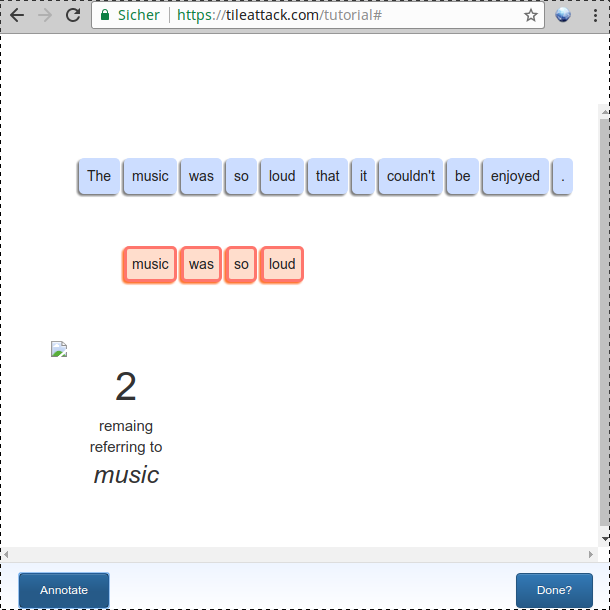 Sicher https://tileattack.com/tutorial#
The music was so loud that it couldn't be enjoyed .
music was so loud
2
remaing
referring to
music
Annotate Done?